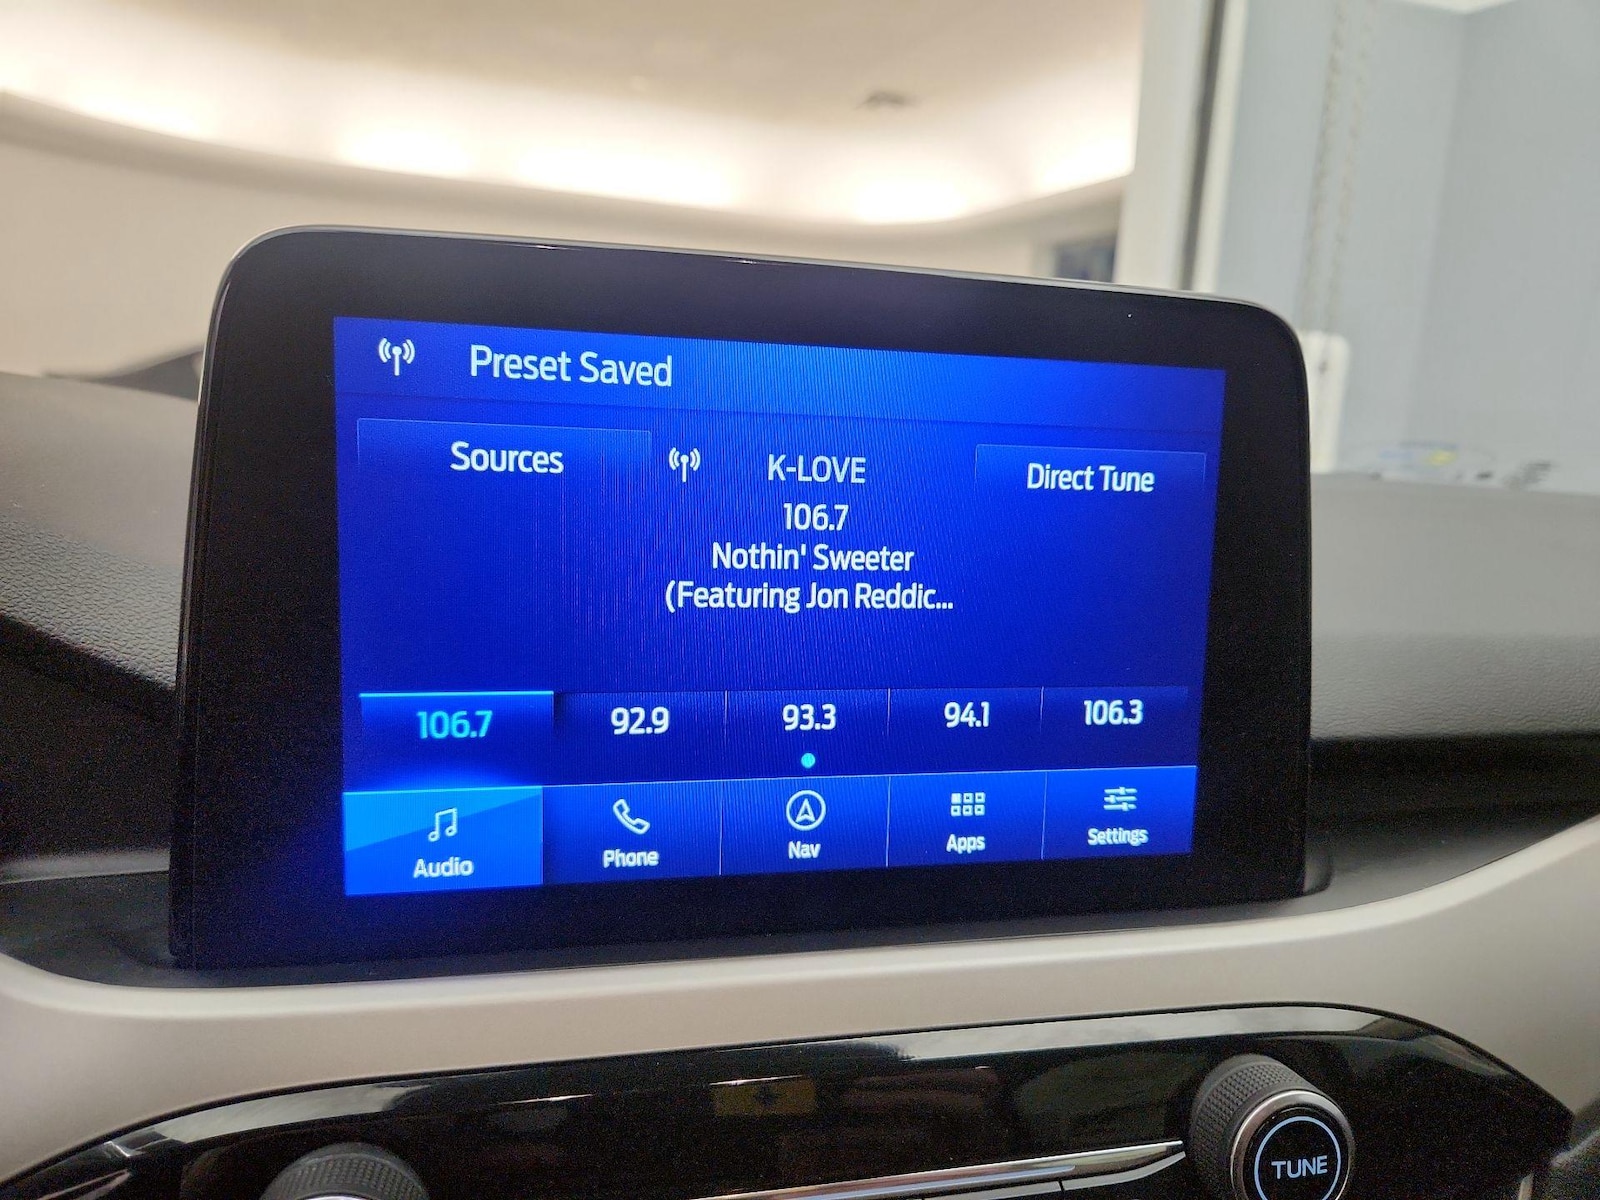 Preset Saved
Sources
K-LOVE
Direct Tune
106.7
Nothin' Sweeter
(Featuring Jon Reddic...
106.7 92.9 93.3 94.1 106.3
Audio Phone Nav Apps Settings
TUNE